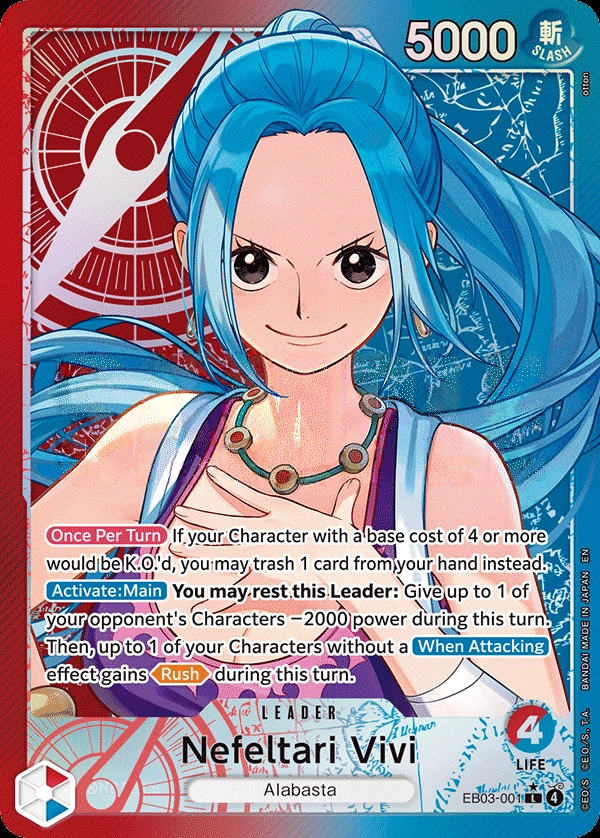 5000
斬
SLASH
otton
Once Per Turn If your Character with a base cost of 4 or more
would be K.O.'d, you may trash 1 card from your hand instead.
Activate:Main You may rest this Leader: Give up to 1 of
your opponent's Characters −2000 power during this turn.
Then, up to 1 of your Characters without a When Attacking
effect gains Rush during this turn.
LEADER
Nefeltari Vivi
Alabasta
4
LIFE
EB03-001 L 4
©E.O./S., T.A. BANDAI MADE IN JAPAN EN